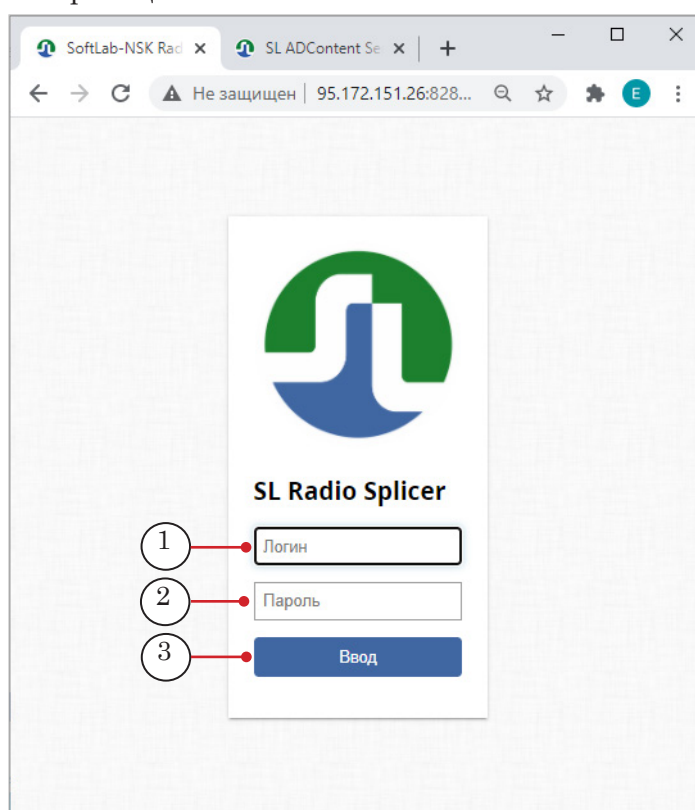 SoftLab-NSK Rad
SL ADContent Se
Не защищен | 95.172.151.26:828...
E
SL Radio Splicer
1
Логин
2
Пароль
3
Ввод